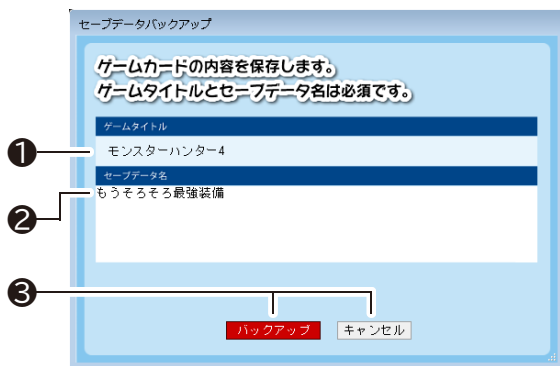 セーブデータバックアップ
ゲームカードの内容を保存します。
ゲームタイトルとセーブデータ名は必須です。
ゲームタイトル
❶
モンスターハンター4
セーブデータ名
❷
もうそろそろ最強装備
❸
バックアップ
キャンセル